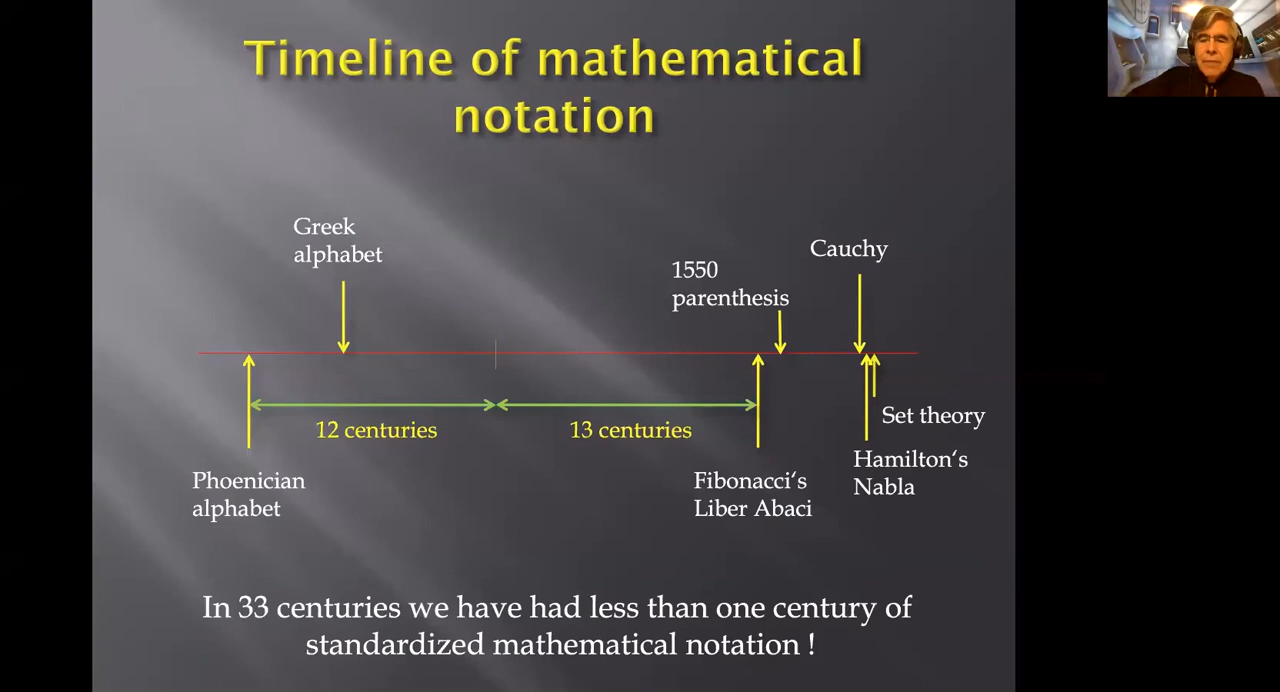 Timeline of mathematical
notation
Greek
alphabet
Cauchy
1550
parenthesis
12 centuries
13 centuries
Set theory
Hamilton‘s
Nabla
Phoenician
alphabet
Fibonacci‘s
Liber Abaci
In 33 centuries we have had less than one century of
standardized mathematical notation !